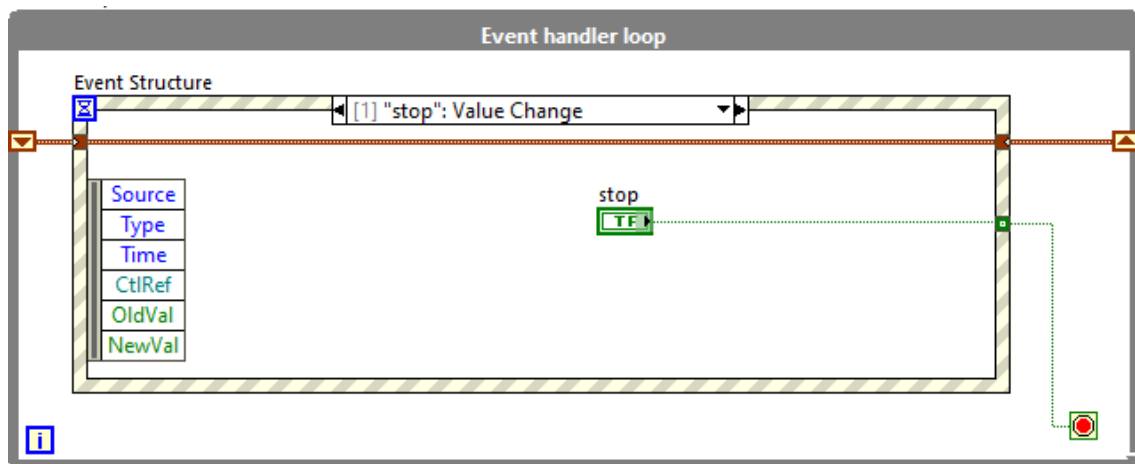 Event handler loop
Event Structure
[1] "stop": Value Change
Source
Type
Time
CtlRef
OldVal
NewVal
stop
TF
i